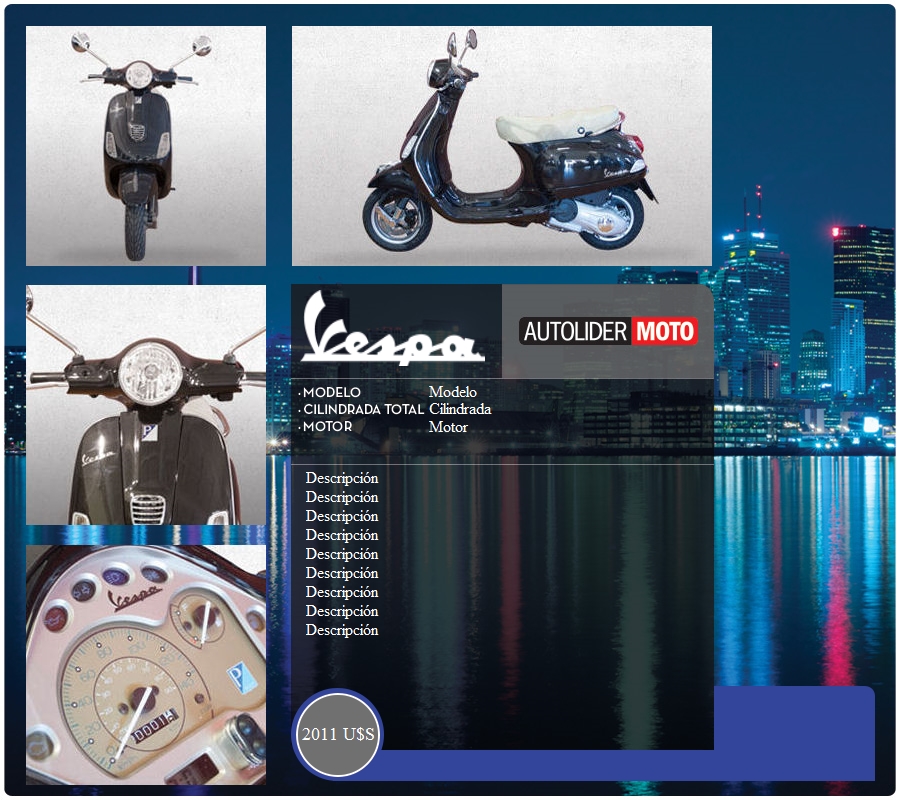 Vespa
AUTOLIDER MOTO
· MODELO Modelo
· CILINDRADA TOTAL Cilindrada
· MOTOR Motor
Descripción
Descripción
Descripción
Descripción
Descripción
Descripción
Descripción
Descripción
Descripción
Vespa
2011 U$S